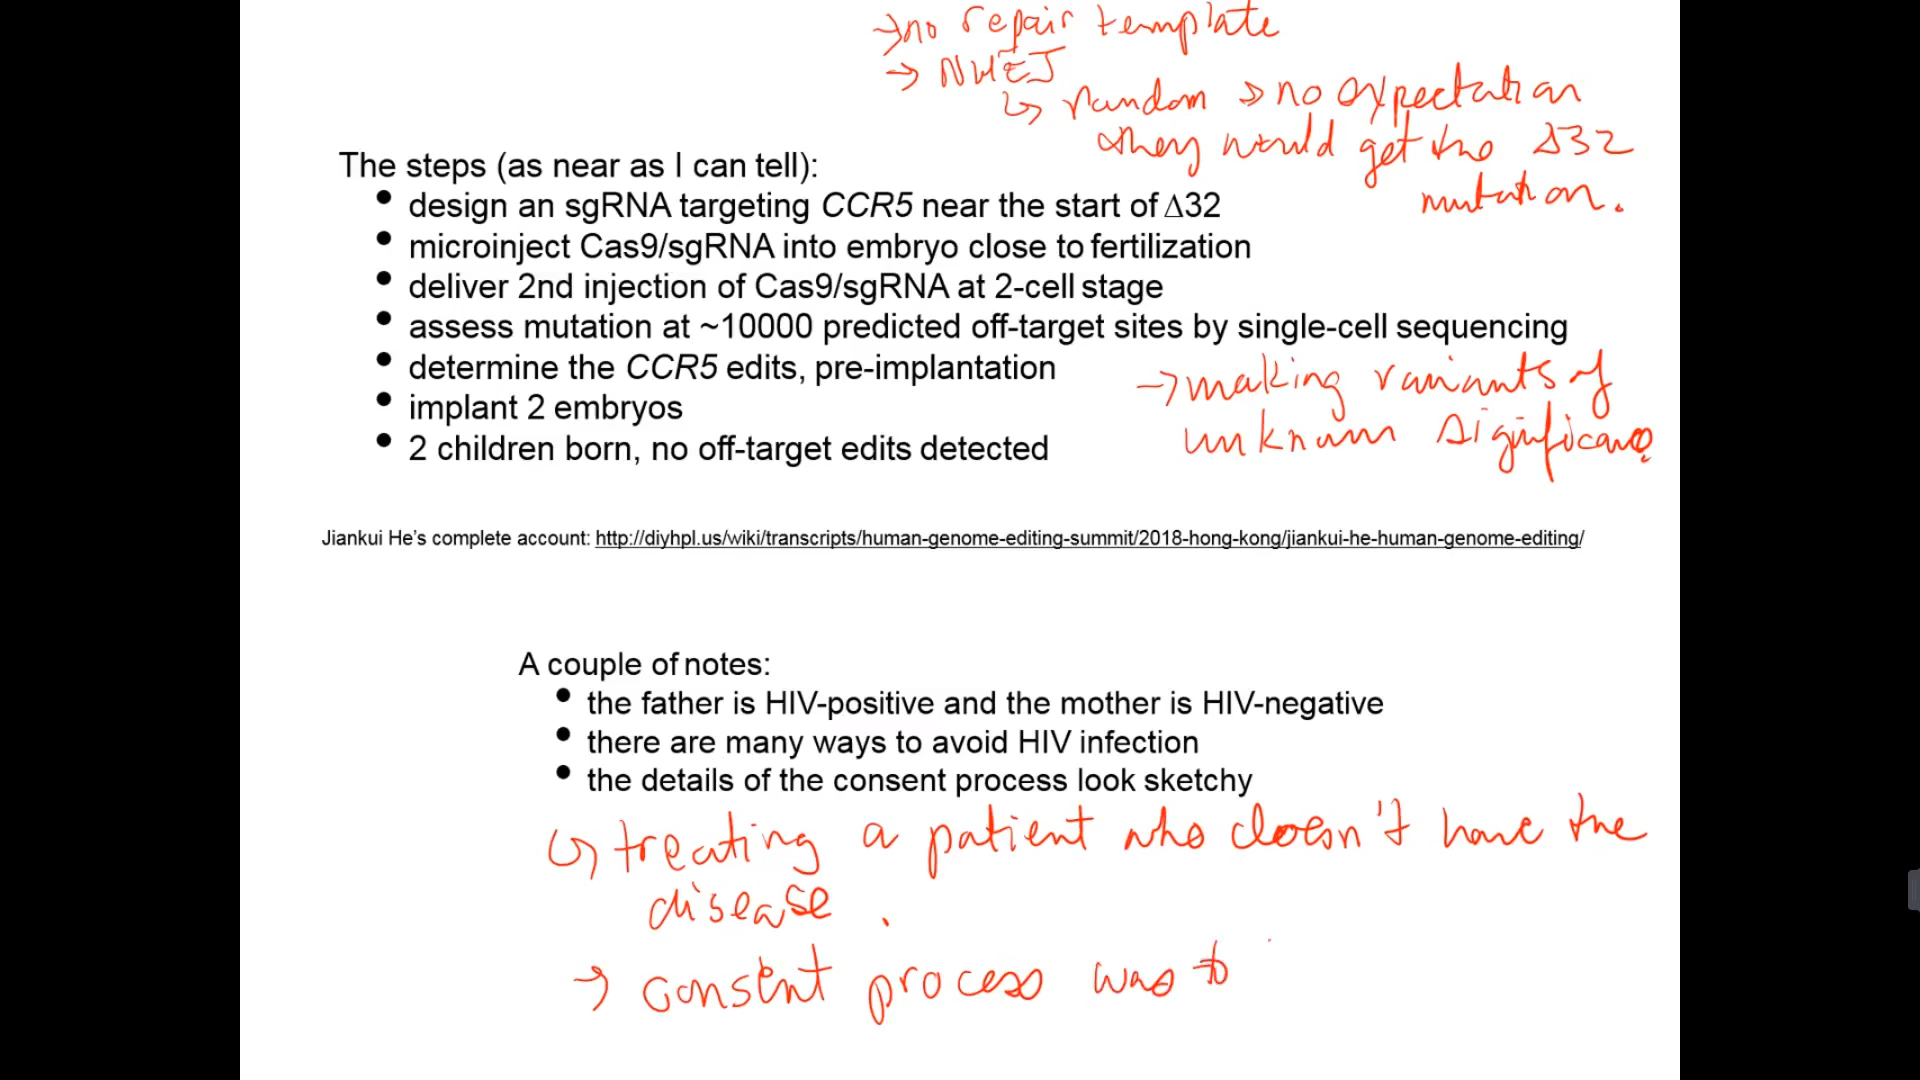 →no repair template
→ NHEJ
↳ random → no expectation
they would get the Δ32
mutation.
The steps (as near as I can tell):
• design an sgRNA targeting CCR5 near the start of Δ32
• microinject Cas9/sgRNA into embryo close to fertilization
• deliver 2nd injection of Cas9/sgRNA at 2-cell stage
• assess mutation at ~10000 predicted off-target sites by single-cell sequencing
• determine the CCR5 edits, pre-implantation
• implant 2 embryos
• 2 children born, no off-target edits detected
→making variants of
unknown significance.
Jiankui He's complete account: http://diyhpl.us/wiki/transcripts/human-genome-editing-summit/2018-hong-kong/jiankui-he-human-genome-editing/
A couple of notes:
• the father is HIV-positive and the mother is HIV-negative
• there are many ways to avoid HIV infection
• the details of the consent process look sketchy
↳ treating a patient who doesn't have the
disease.
→ consent process was to